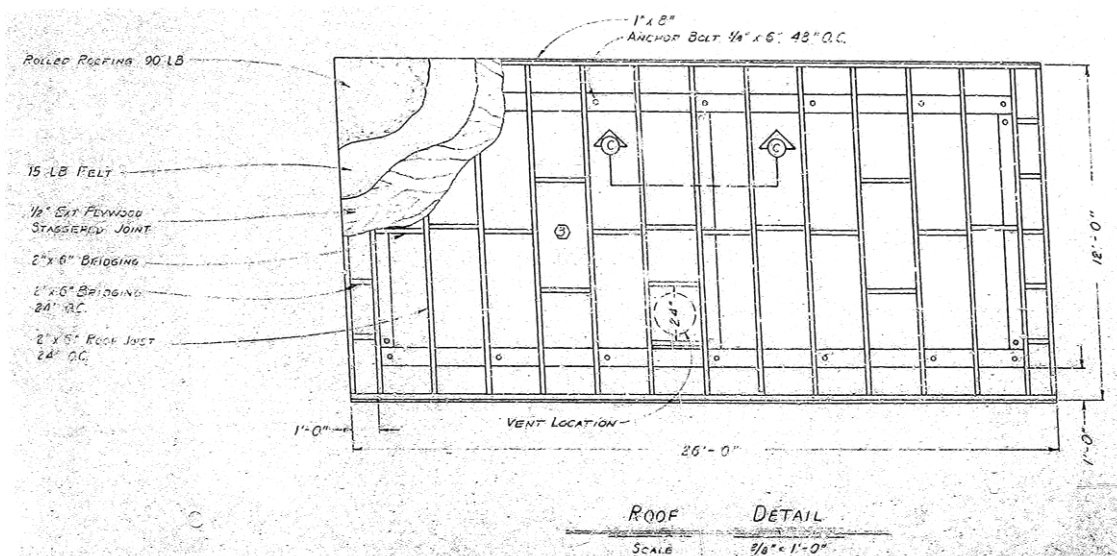 1" x 8"
ANCHOR BOLT 1/2" x 6", 48" O.C.
ROLLED ROOFING 90 LB
C
C
15 LB FELT
1/2" EXT PLYWOOD
STAGGERED JOINT
3
2" x 6" BRIDGING
2" x 6" BRIDGING
24" O.C.
24"
12'-0"
2" x 6" ROOF JOIST
24" O.C.
VENT LOCATION
1'-0"
26'-0"
1'-0"
ROOF DETAIL
SCALE 3/8" = 1'-0"